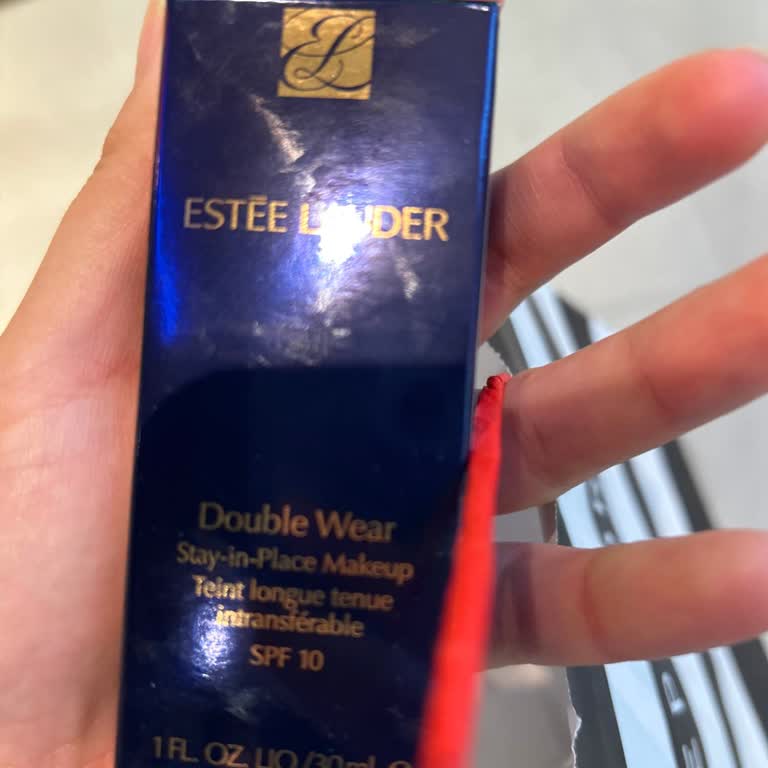 EL
ESTĒE LAUDER
Double Wear
Stay-in-Place Makeup
Teint longue tenue
intransférable
SPF 10
1 FL. OZ. LIQ./30ml